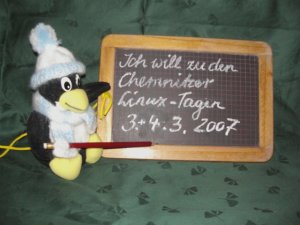 Ich will zu den
Chemnitzer
Linux-Tagen
3.+4.3. 2007